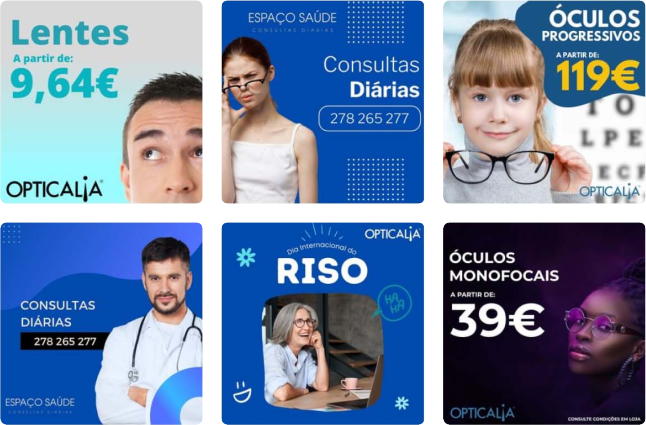 Lentes
A partir de:
9,64€
OPTICALIA
ESPAÇO SAÚDE
CONSULTAS DIÁRIAS
Consultas
Diárias
278 265 277
ÓCULOS
PROGRESSIVOS
A PARTIR DE:
119€
T O
L P E
E C F
OPTICALIA
CONSULTAS
DIÁRIAS
278 265 277
ESPAÇO SAÚDE
CONSULTAS DIÁRIAS
OPTICALIA
Dia Internacional do
RISO
HA
HA
ÓCULOS
MONOFOCAIS
A PARTIR DE:
39€
OPTICALIA
CONSULTE CONDIÇÕES EM LOJA